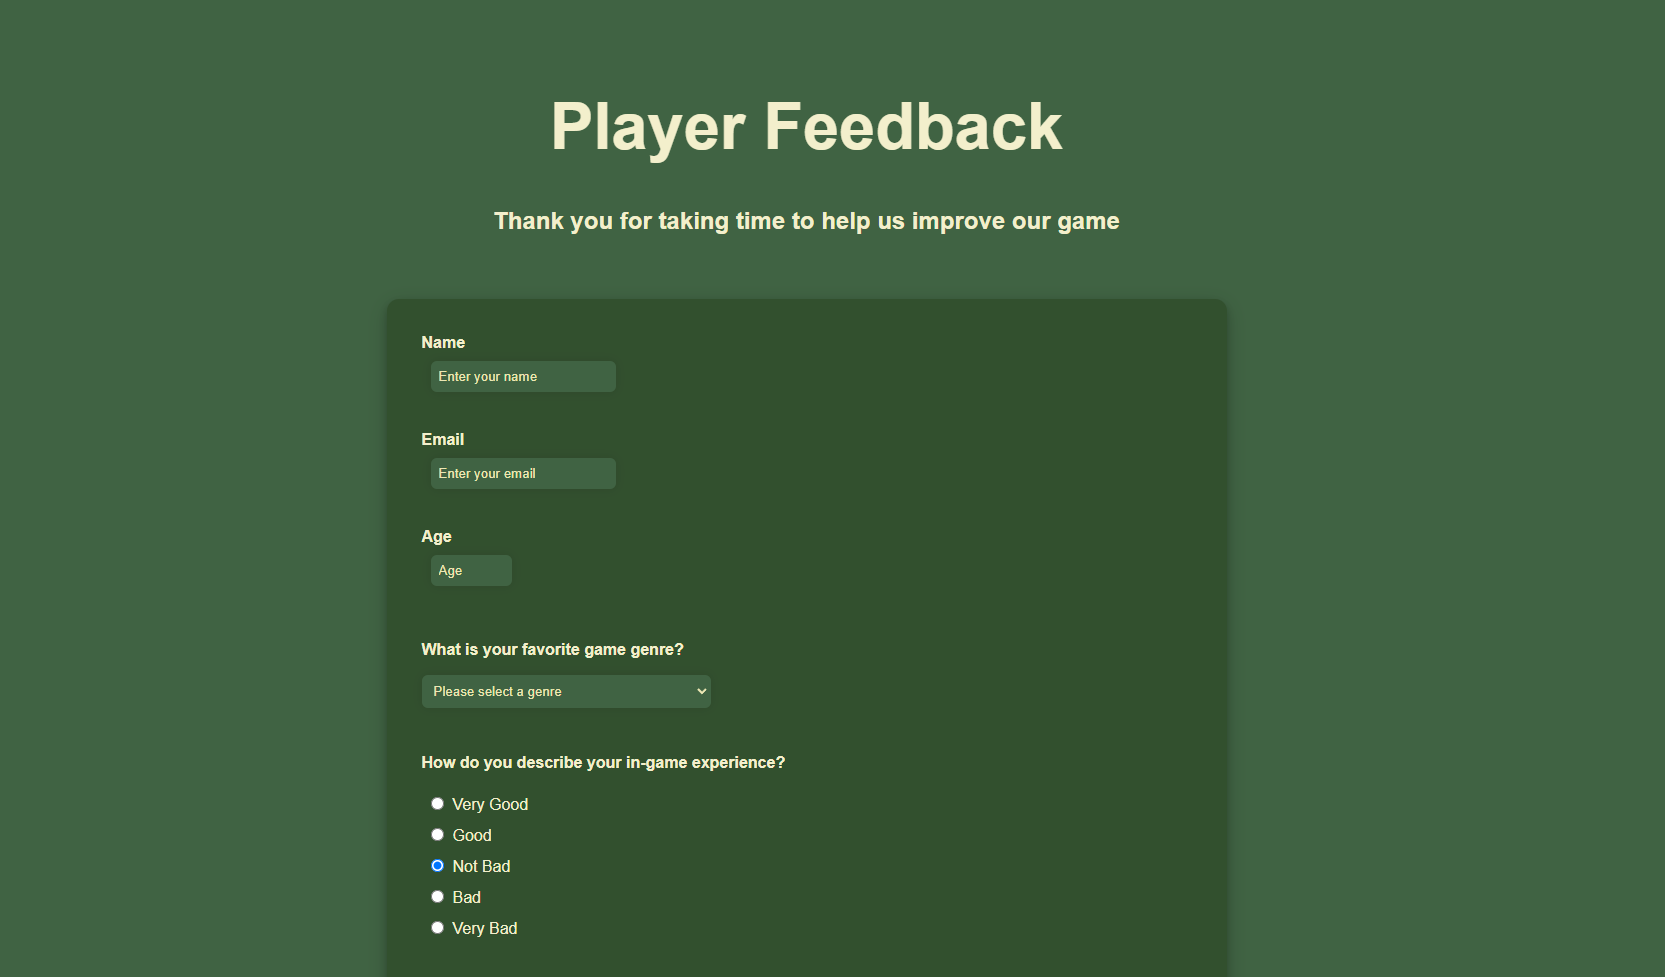 Player Feedback
Thank you for taking time to help us improve our game
Name
Enter your name
Email
Enter your email
Age
Age
What is your favorite game genre?
Please select a genre
How do you describe your in-game experience?
Very Good
Good
Not Bad
Bad
Very Bad